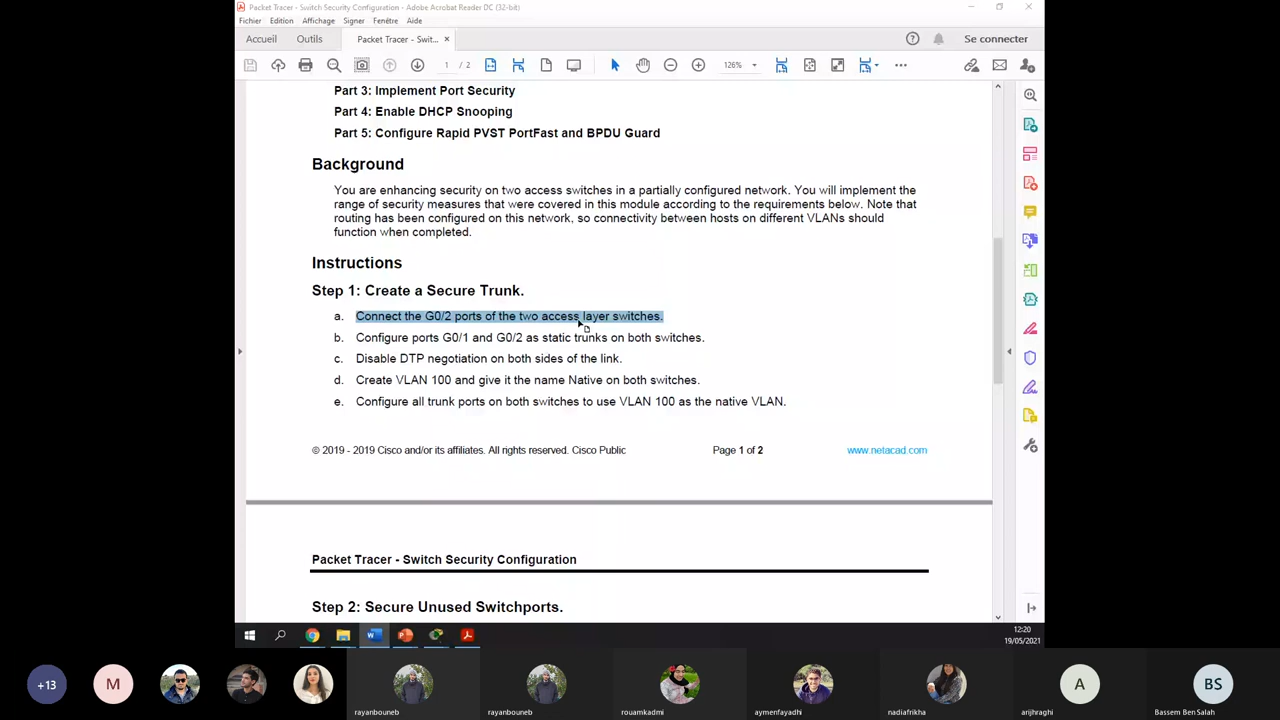 Packet Tracer - Switch Security Configuration - Adobe Acrobat Reader DC (32-bit)
Fichier Edition Affichage Signer Fenêtre Aide
Accueil Outils Packet Tracer - Swit... × Se connecter
1 / 2 126%
Part 3: Implement Port Security
Part 4: Enable DHCP Snooping
Part 5: Configure Rapid PVST PortFast and BPDU Guard
Background
You are enhancing security on two access switches in a partially configured network. You will implement the
range of security measures that were covered in this module according to the requirements below. Note that
routing has been configured on this network, so connectivity between hosts on different VLANs should
function when completed.
Instructions
Step 1: Create a Secure Trunk.
a. Connect the G0/2 ports of the two access layer switches.
b. Configure ports G0/1 and G0/2 as static trunks on both switches.
c. Disable DTP negotiation on both sides of the link.
d. Create VLAN 100 and give it the name Native on both switches.
e. Configure all trunk ports on both switches to use VLAN 100 as the native VLAN.
© 2019 - 2019 Cisco and/or its affiliates. All rights reserved. Cisco Public Page 1 of 2 www.netacad.com
Packet Tracer - Switch Security Configuration
Step 2: Secure Unused Switchports.
12:20
19/05/2021
+13 M A BS
rayanbouneb rayanbouneb rouamkadmi aymenfayadhi nadiafrikha arijhraghi Bassem Ben Salah